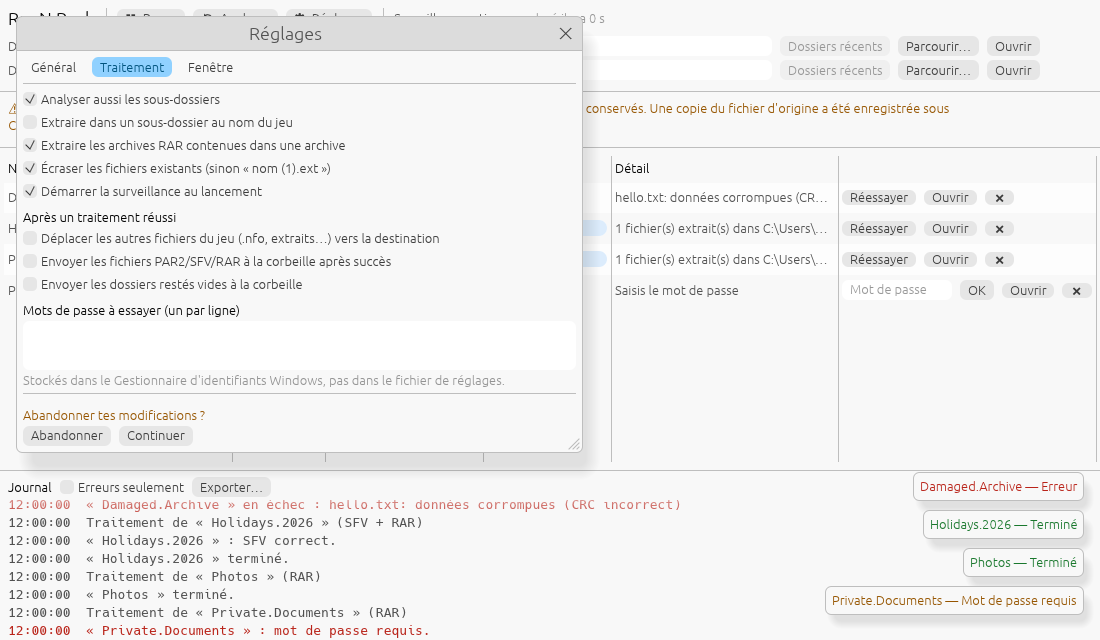 Réglages
Général Traitement Fenêtre
Analyser aussi les sous-dossiers
Extraire dans un sous-dossier au nom du jeu
Extraire les archives RAR contenues dans une archive
Écraser les fichiers existants (sinon « nom (1).ext »)
Démarrer la surveillance au lancement
Après un traitement réussi
Déplacer les autres fichiers du jeu (.nfo, extraits…) vers la destination
Envoyer les fichiers PAR2/SFV/RAR à la corbeille après succès
Envoyer les dossiers restés vides à la corbeille
Mots de passe à essayer (un par ligne)
Stockés dans le Gestionnaire d'identifiants Windows, pas dans le fichier de réglages.
Abandonner tes modifications ?
Abandonner Continuer
à 0 s
Dossiers récents Parcourir… Ouvrir
Dossiers récents Parcourir… Ouvrir
conservés. Une copie du fichier d'origine a été enregistrée sous
Détail
hello.txt: données corrompues (CR… Réessayer Ouvrir ×
1 fichier(s) extrait(s) dans C:\Users\… Réessayer Ouvrir ×
1 fichier(s) extrait(s) dans C:\Users\… Réessayer Ouvrir ×
Saisis le mot de passe Mot de passe OK Ouvrir ×
Journal Erreurs seulement Exporter…
12:00:00 « Damaged.Archive » en échec : hello.txt: données corrompues (CRC incorrect)
12:00:00 Traitement de « Holidays.2026 » (SFV + RAR)
12:00:00 « Holidays.2026 » : SFV correct.
12:00:00 « Holidays.2026 » terminé.
12:00:00 Traitement de « Photos » (RAR)
12:00:00 « Photos » terminé.
12:00:00 Traitement de « Private.Documents » (RAR)
12:00:00 « Private.Documents » : mot de passe requis.
Damaged.Archive — Erreur
Holidays.2026 — Terminé
Photos — Terminé
Private.Documents — Mot de passe requis